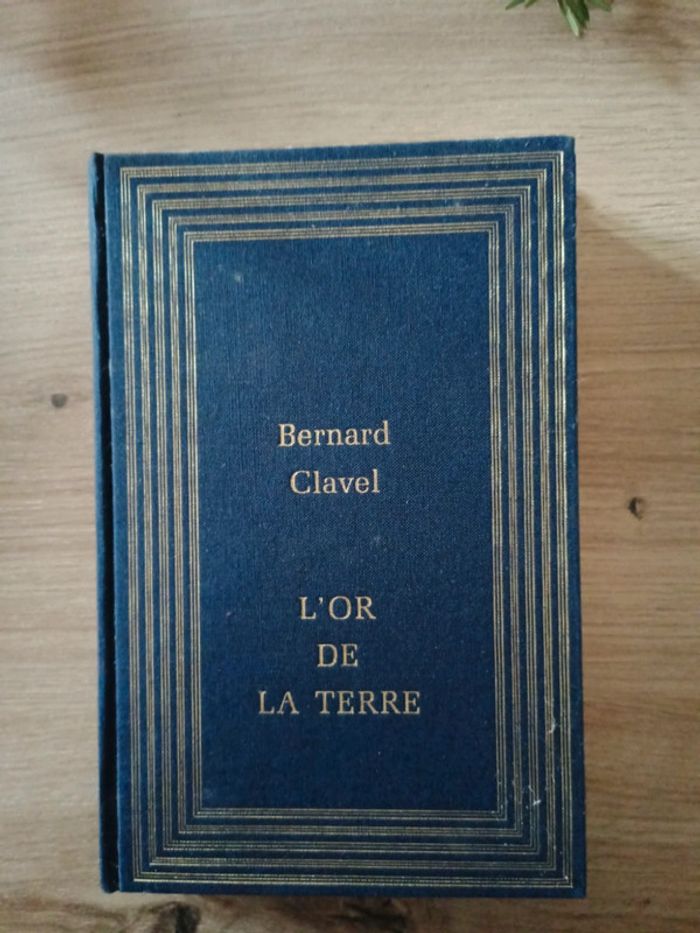 Bernard
Clavel
L'OR
DE
LA TERRE